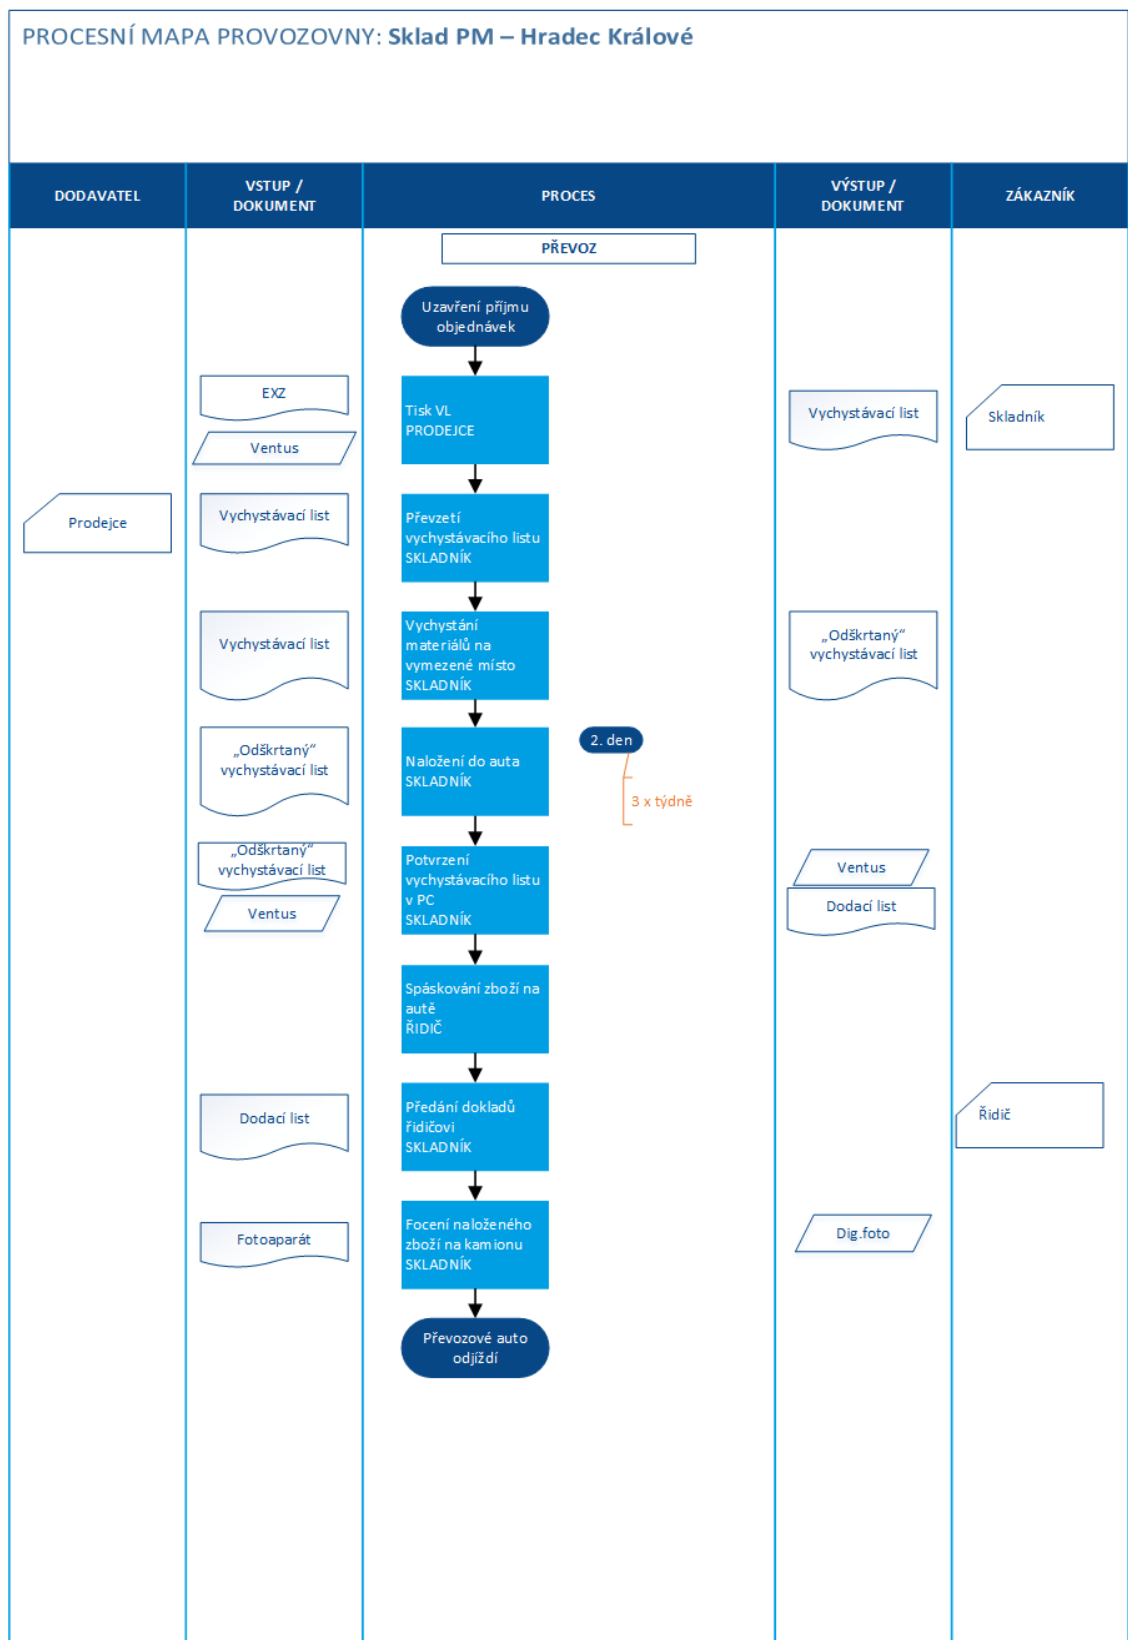 PROCESNÍ MAPA PROVOZOVNY: Sklad PM – Hradec Králové
DODAVATEL
VSTUP /
DOKUMENT
PROCES
VÝSTUP /
DOKUMENT
ZÁKAZNÍK
PŘEVOZ
Uzavření příjmu
objednávek
EXZ
Ventus
Tisk VL
PRODEJCE
Vychystávací list
Skladník
Prodejce
Vychystávací list
Převzetí
vychystávacího listu
SKLADNÍK
Vychystávací list
Vychystání
materiálů na
vymezené místo
SKLADNÍK
„Odškrtaný“
vychystávací list
„Odškrtaný“
vychystávací list
Naložení do auta
SKLADNÍK
2. den
3 x týdně
„Odškrtaný“
vychystávací list
Ventus
Potvrzení
vychystávacího listu
v PC
SKLADNÍK
Ventus
Dodací list
Spáskování zboží na
autě
ŘIDIČ
Dodací list
Předání dokladů
řidičovi
SKLADNÍK
Řidič
Fotoaparát
Focení naloženého
zboží na kamionu
SKLADNÍK
Dig.foto
Převozové auto
odjíždí